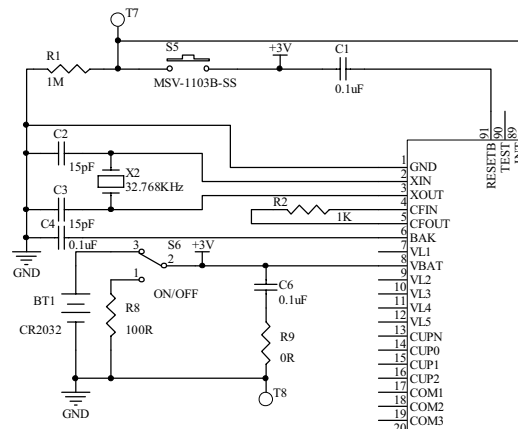 T7
R1
1M
S5
MSV-1103B-SS
+3V
C1
0.1uF
91
90
89
RESETB
TEST
INT
C2
15pF
X2
32.768KHz
C3
15pF
C4
0.1uF
GND
R2
1K
1 GND
2 XIN
3 XOUT
4 CFIN
5 CFOUT
6 BAK
7 VL1
8 VBAT
9 VL2
10 VL3
11 VL4
12 VL5
13 CUPN
14 CUP0
15 CUP1
16 CUP2
17 COM1
18 COM2
19 COM3
20
3
S6
2
1
+3V
ON/OFF
BT1
CR2032
R8
100R
C6
0.1uF
R9
0R
GND
T8